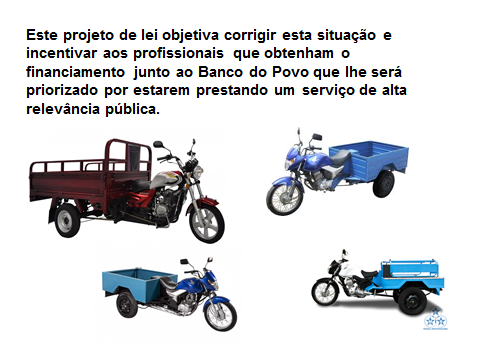 Este projeto de lei objetiva corrigir esta situação e
incentivar aos profissionais que obtenham o
financiamento junto ao Banco do Povo que lhe será
priorizado por estarem prestando um serviço de alta
relevância pública.